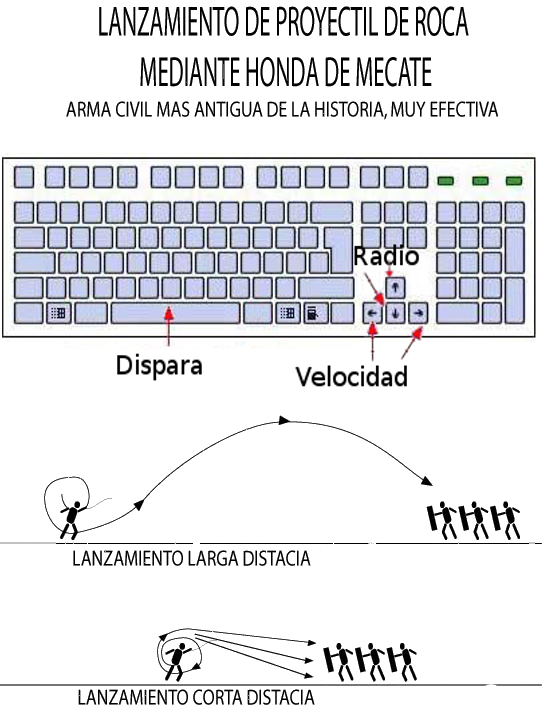 LANZAMIENTO DE PROYECTIL DE ROCA
MEDIANTE HONDA DE MECATE
ARMA CIVIL MAS ANTIGUA DE LA HISTORIA, MUY EFECTIVA
Radio
Dispara
Velocidad
LANZAMIENTO LARGA DISTACIA
LANZAMIENTO CORTA DISTACIA